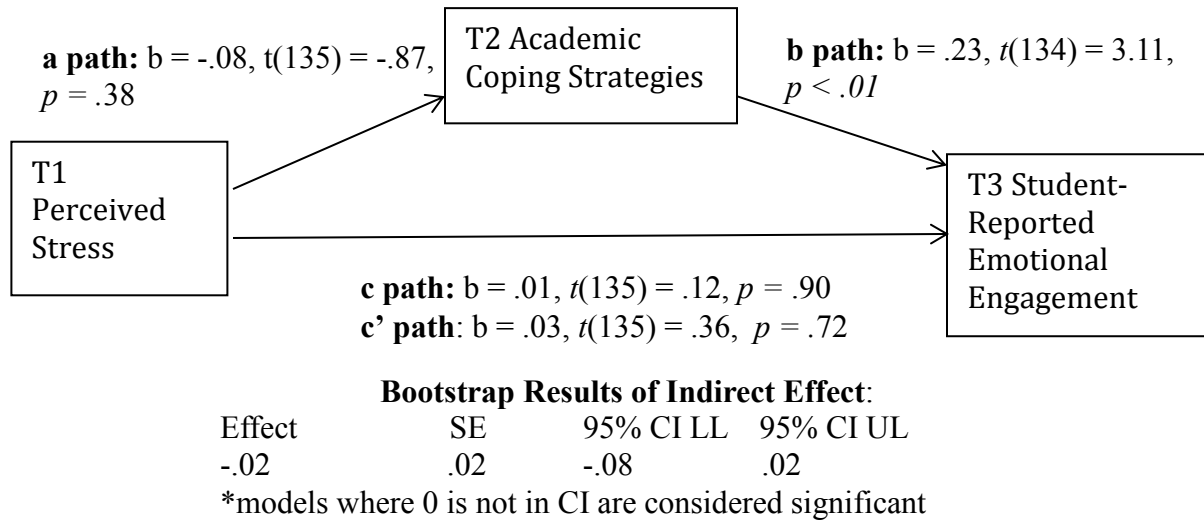 a path: b = -.08, t(135) = -.87,
p = .38
T2 Academic
Coping Strategies
b path: b = .23, t(134) = 3.11,
p < .01
T1
Perceived
Stress
T3 Student-
Reported
Emotional
Engagement
c path: b = .01, t(135) = .12, p = .90
c’ path: b = .03, t(135) = .36, p = .72
Bootstrap Results of Indirect Effect:
Effect SE 95% CI LL 95% CI UL
-.02 .02 -.08 .02
*models where 0 is not in CI are considered significant